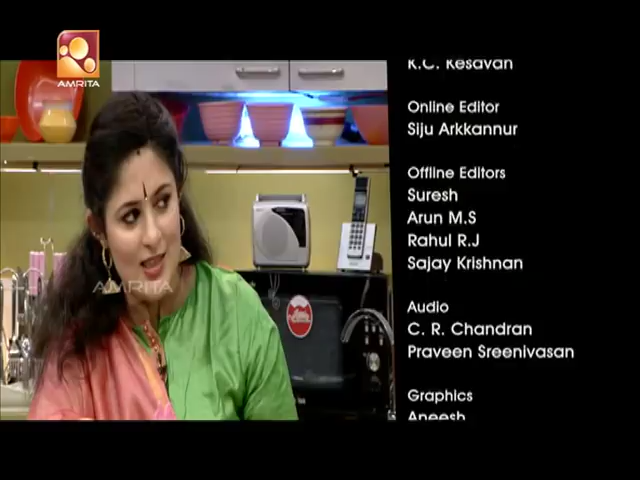 AMRITA
K.C. Kesavan
Online Editor
Siju Arkkannur
Offline Editors
Suresh
Arun M.S
Rahul R.J
Sajay Krishnan
AMRITA
Audio
C. R. Chandran
Praveen Sreenivasan
Graphics
Aneesh